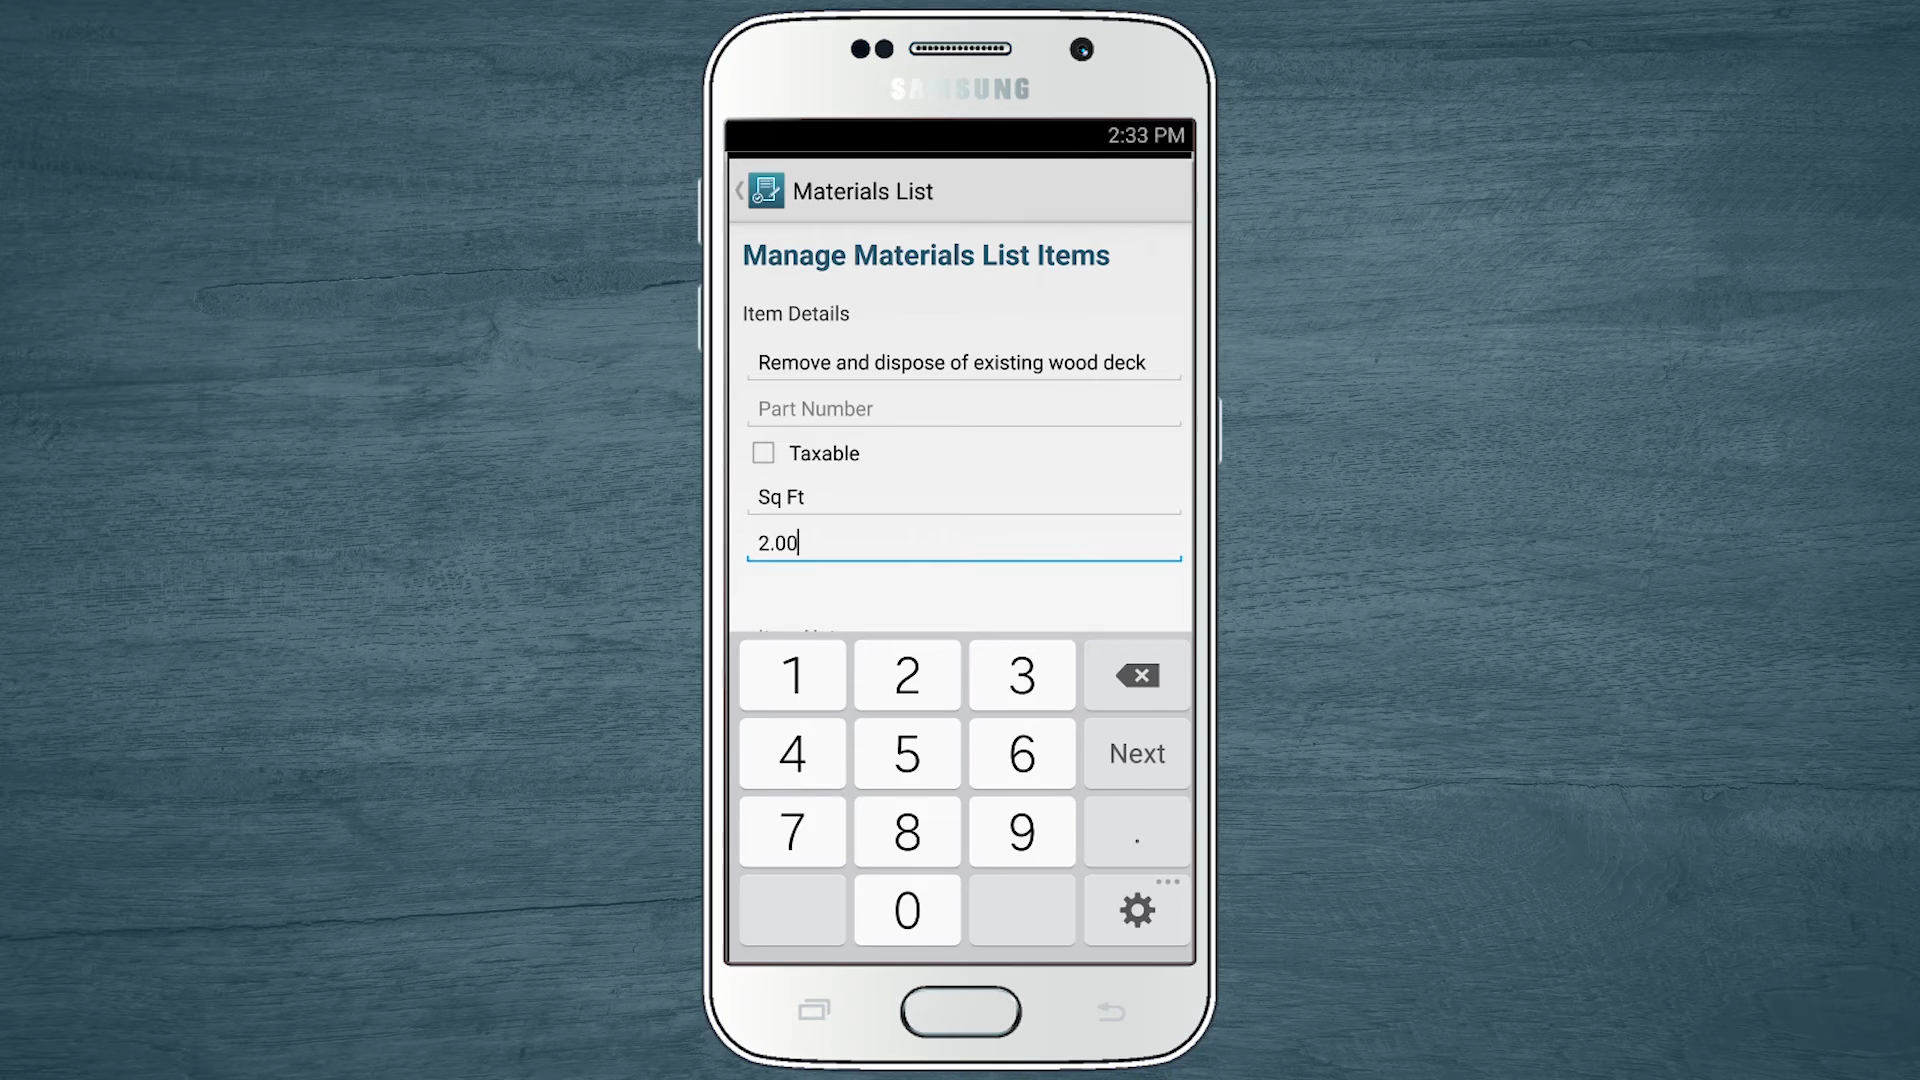 SAMSUNG
2:33 PM
Materials List
Manage Materials List Items
Item Details
Remove and dispose of existing wood deck
Part Number
Taxable
Sq Ft
2.00
1 2 3
4 5 6 Next
7 8 9 .
0